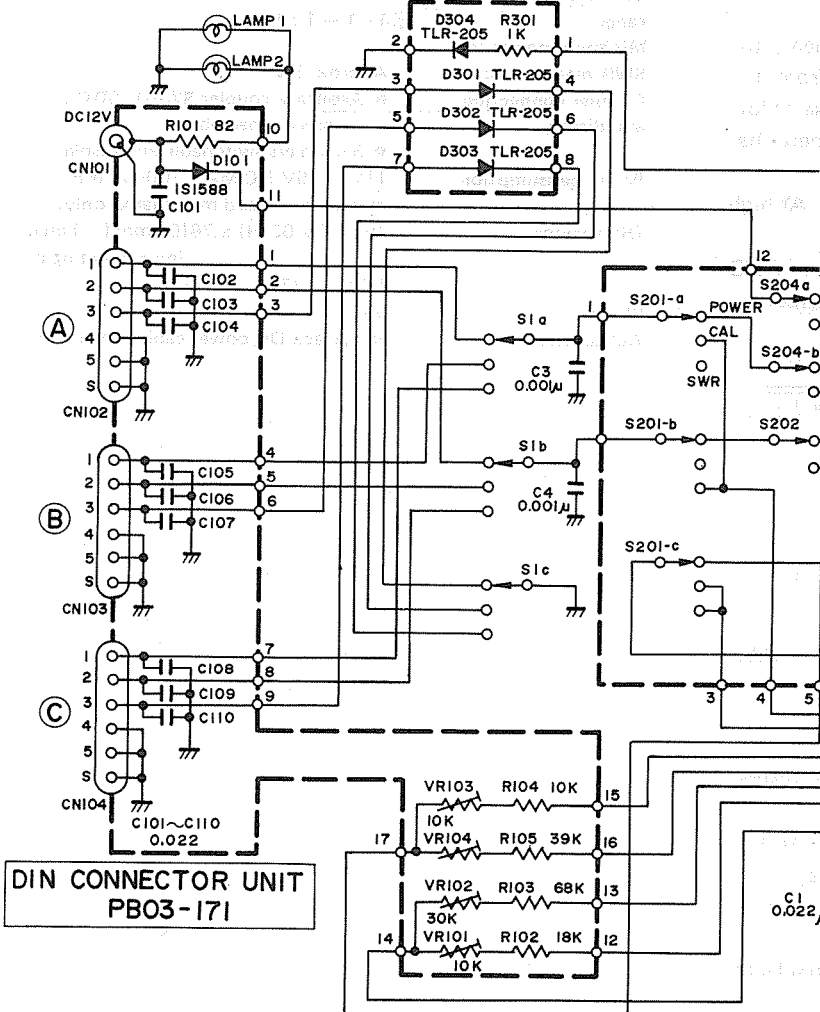 LAMP 1
LAMP 2
DC12V
R101 82
10
D101
CN101
1S1588
C101
11
D304
TLR-205
R301
1K
2
1
3
D301 TLR-205
4
5
D302
TLR-205
6
7
D303 TLR-205
8
A
1
2
3
4
5
S
CN102
C102
C103
C104
1
2
3
B
1
2
3
4
5
S
CN103
C105
C106
C107
4
5
6
C
1
2
3
4
5
S
CN104
C108
C109
C110
7
8
9
C101~C110
0.022
S1a
C3
0.001μ
S1b
C4
0.001μ
S1c
12
1
S201-a
POWER
CAL
SWR
S204a
S204-b
S201-b
S202
S201-c
3
4
5
VR103
10K
R104 10K
15
17
VR104
R105 39K
16
VR102
30K
R103 68K
13
14
VR101
10K
R102 18K
12
C1
0.022
DIN CONNECTOR UNIT
PB03-171